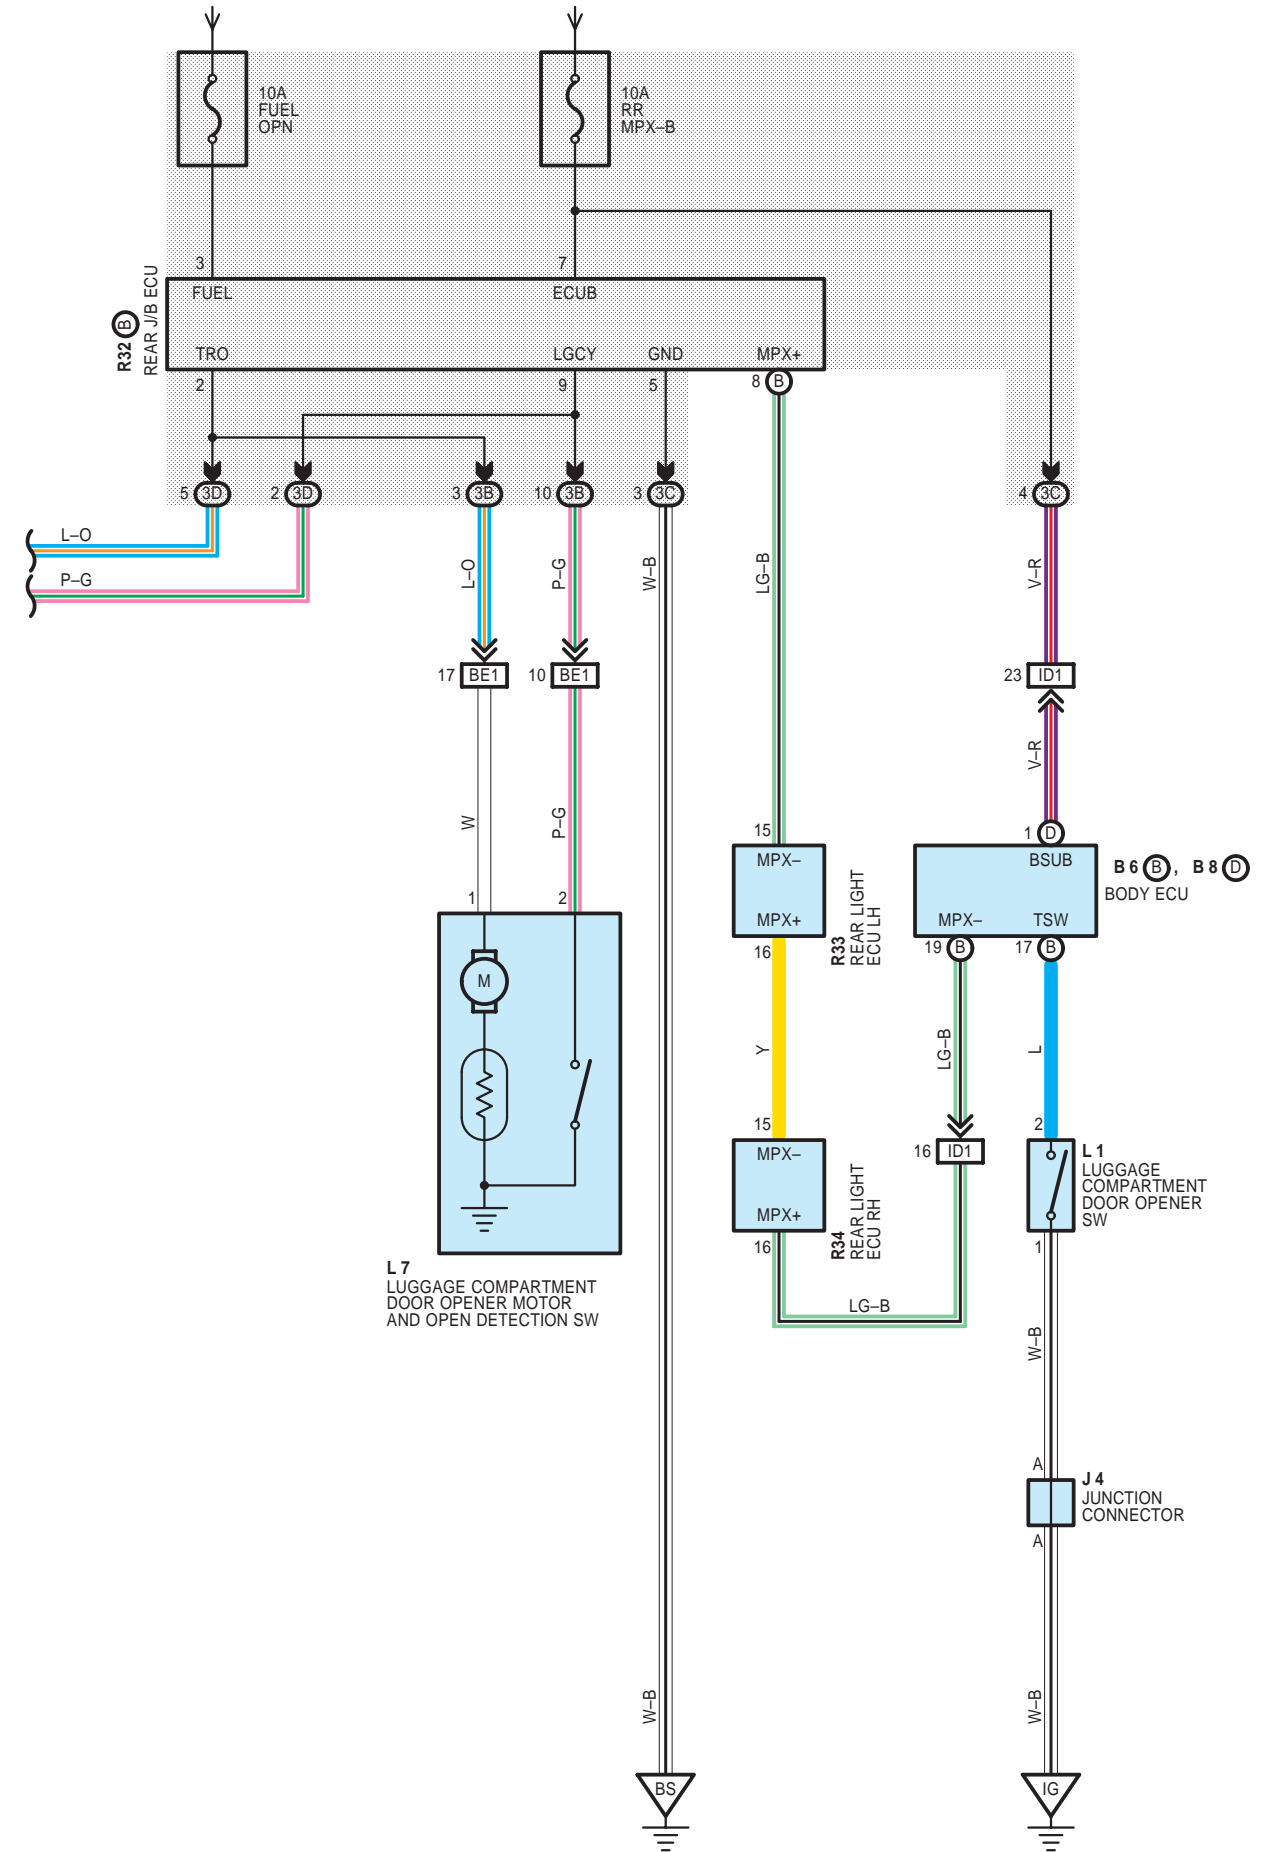 10A
FUEL
OPN
10A
RR
MPX–B
3
7
FUEL
ECUB
R32 B
REAR J/B ECU
TRO
LGCY
GND
MPX+
2
9
5
8 B
5 3D
2 3D
3 3B
10 3B
3 3C
4 3C
L–O
P–G
L–O
P–G
W–B
LG–B
V–R
17 BE1
10 BE1
23 ID1
V–R
W
P–G
15
1 D
MPX–
MPX+
R33
REAR LIGHT
ECU LH
BSUB
MPX–
TSW
B 6 B , B 8 D
BODY ECU
1
2
16
19 B
17 B
M
Y
LG–B
L
15
16 ID1
2
MPX–
MPX+
R34
REAR LIGHT
ECU RH
L 1
LUGGAGE
COMPARTMENT
DOOR OPENER
SW
16
1
L 7
LUGGAGE COMPARTMENT
DOOR OPENER MOTOR
AND OPEN DETECTION SW
LG–B
W–B
A
J 4
JUNCTION
CONNECTOR
A
W–B
W–B
BS
IG